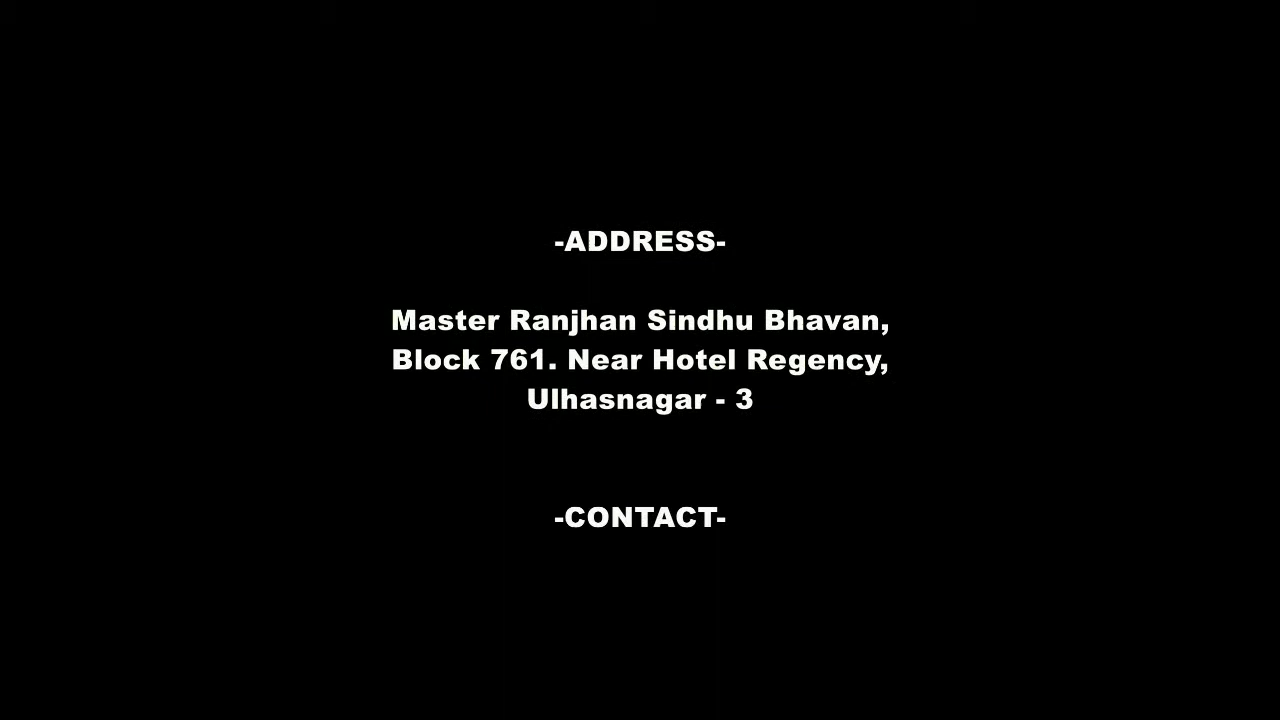 -ADDRESS-
Master Ranjhan Sindhu Bhavan,
Block 761. Near Hotel Regency,
Ulhasnagar - 3
-CONTACT-